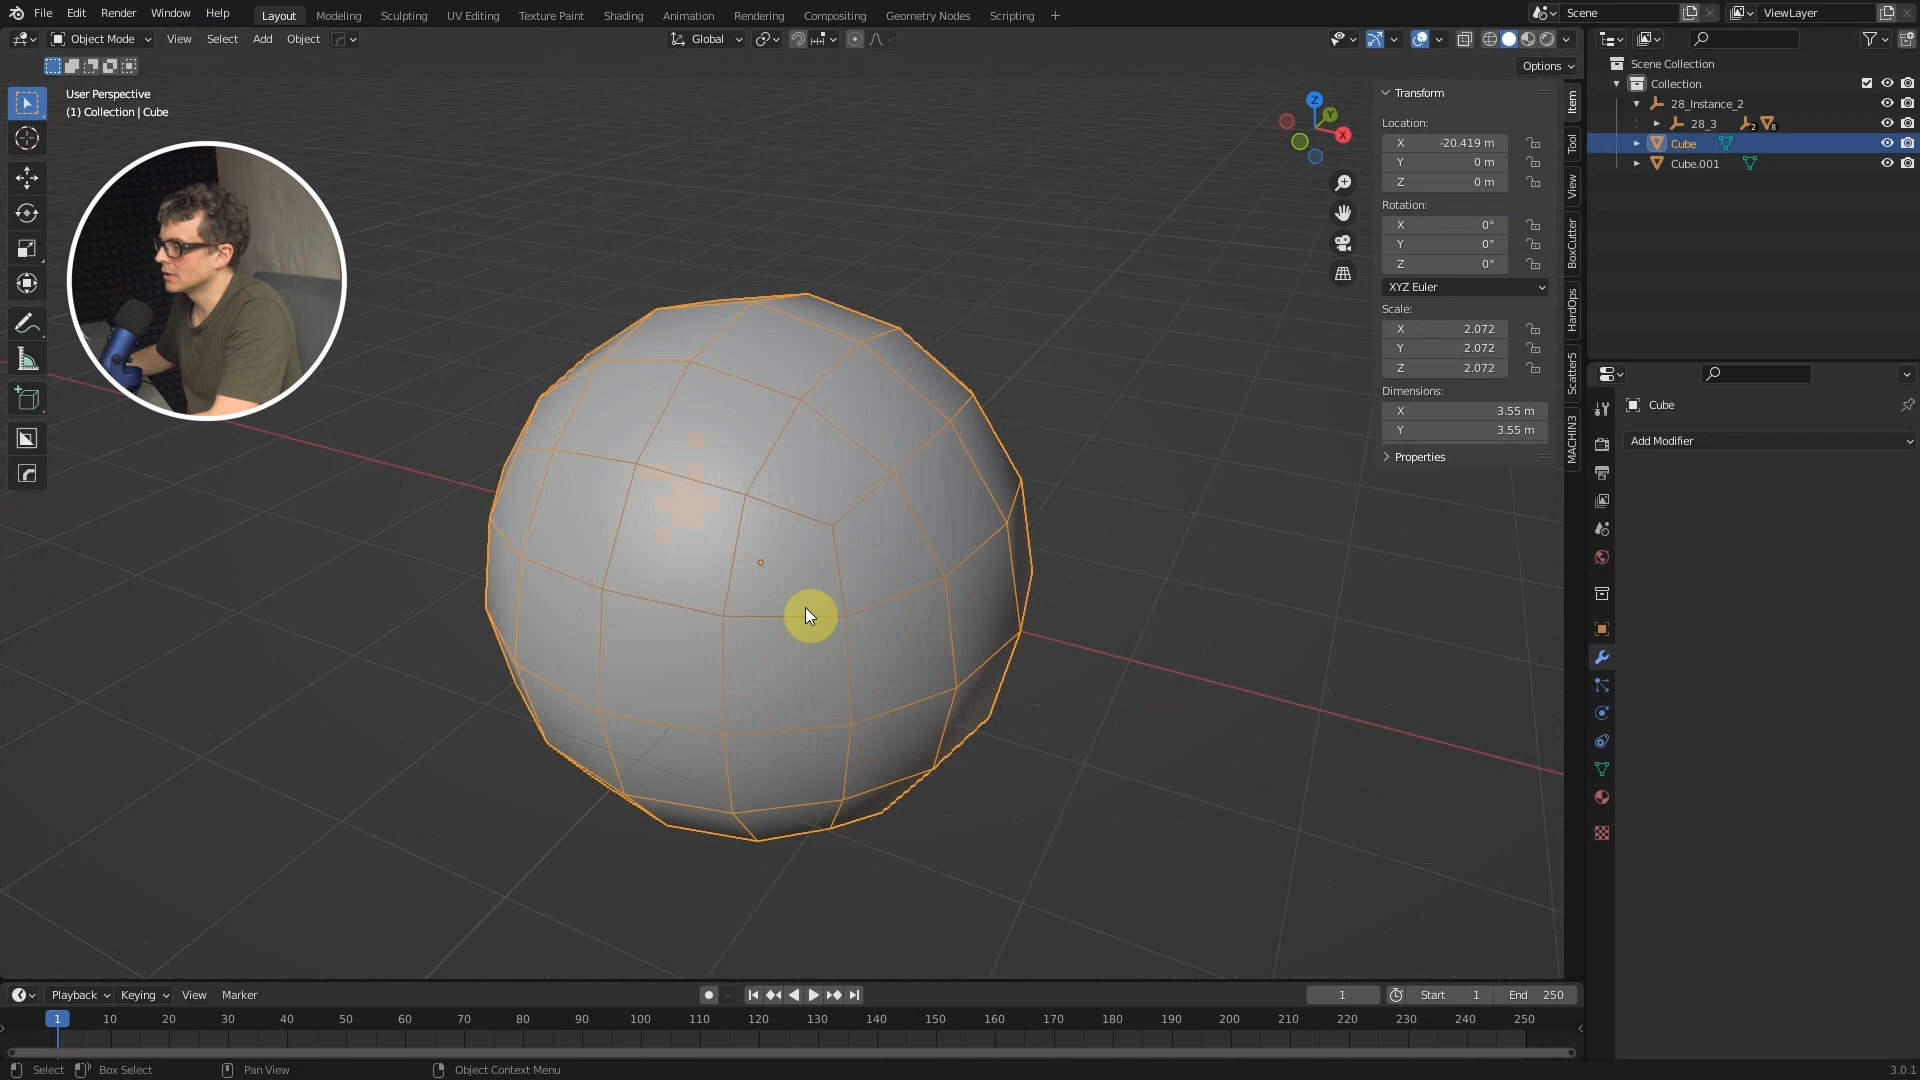 File Edit Render Window Help Layout Modeling Sculpting UV Editing Texture Paint Shading Animation Rendering Compositing Geometry Nodes Scripting + Scene ViewLayer
Object Mode View Select Add Object Global
Options
User Perspective
(1) Collection | Cube
Z
Y
X
Transform
Location:
X -20.419 m
Y 0 m
Z 0 m
Rotation:
X 0°
Y 0°
Z 0°
XYZ Euler
Scale:
X 2.072
Y 2.072
Z 2.072
Dimensions:
X 3.55 m
Y 3.55 m
Properties
Item
Tool
View
BoxCutter
HardOps
Scatter5
MACHIN3
Scene Collection
Collection
28_Instance_2
28_3 2 8
Cube
Cube.001
Cube
Add Modifier
Playback Keying View Marker 1 Start 1 End 250
1 10 20 30 40 50 60 70 80 90 100 110 120 130 140 150 160 170 180 190 200 210 220 230 240 250
Select Box Select Pan View Object Context Menu 3.0.1